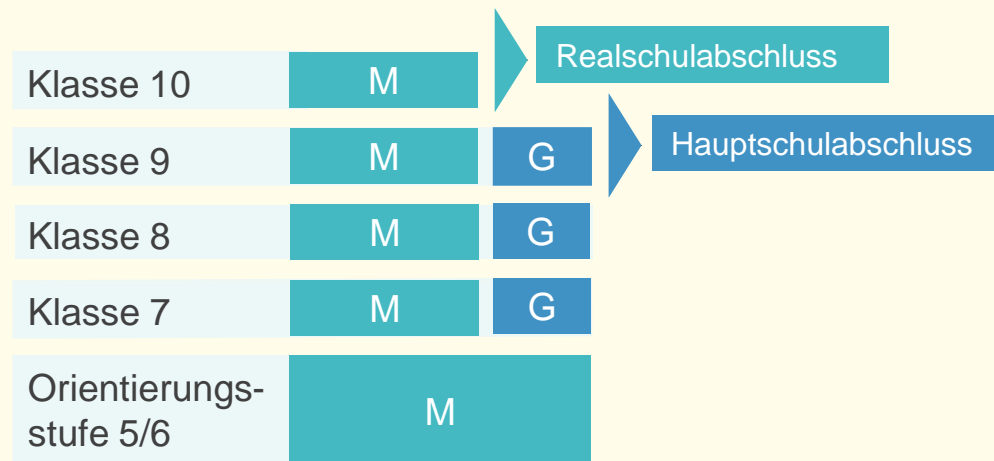 Realschulabschluss
Klasse 10 M
Hauptschulabschluss
Klasse 9 M G
Klasse 8 M G
Klasse 7 M G
Orientierungs-
stufe 5/6
M